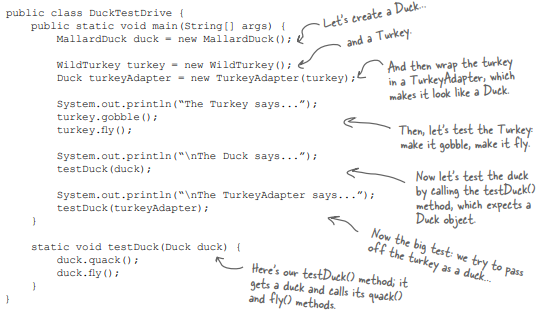 public class DuckTestDrive {
public static void main(String[] args) {
MallardDuck duck = new MallardDuck();
Let's create a Duck...
and a Turkey.
WildTurkey turkey = new WildTurkey();
Duck turkeyAdapter = new TurkeyAdapter(turkey);
And then wrap the turkey
in a TurkeyAdapter, which
makes it look like a Duck.
System.out.println(“The Turkey says...”);
turkey.gobble();
turkey.fly();
Then, let's test the Turkey:
make it gobble, make it fly.
System.out.println(“\nThe Duck says...”);
testDuck(duck);
Now let's test the duck
by calling the testDuck()
method, which expects a
Duck object.
System.out.println(“\nThe TurkeyAdapter says...”);
testDuck(turkeyAdapter);
Now the big test: we try to pass
off the turkey as a duck...
}
static void testDuck(Duck duck) {
duck.quack();
duck.fly();
}
}
Here's our testDuck() method; it
gets a duck and calls its quack()
and fly() methods.